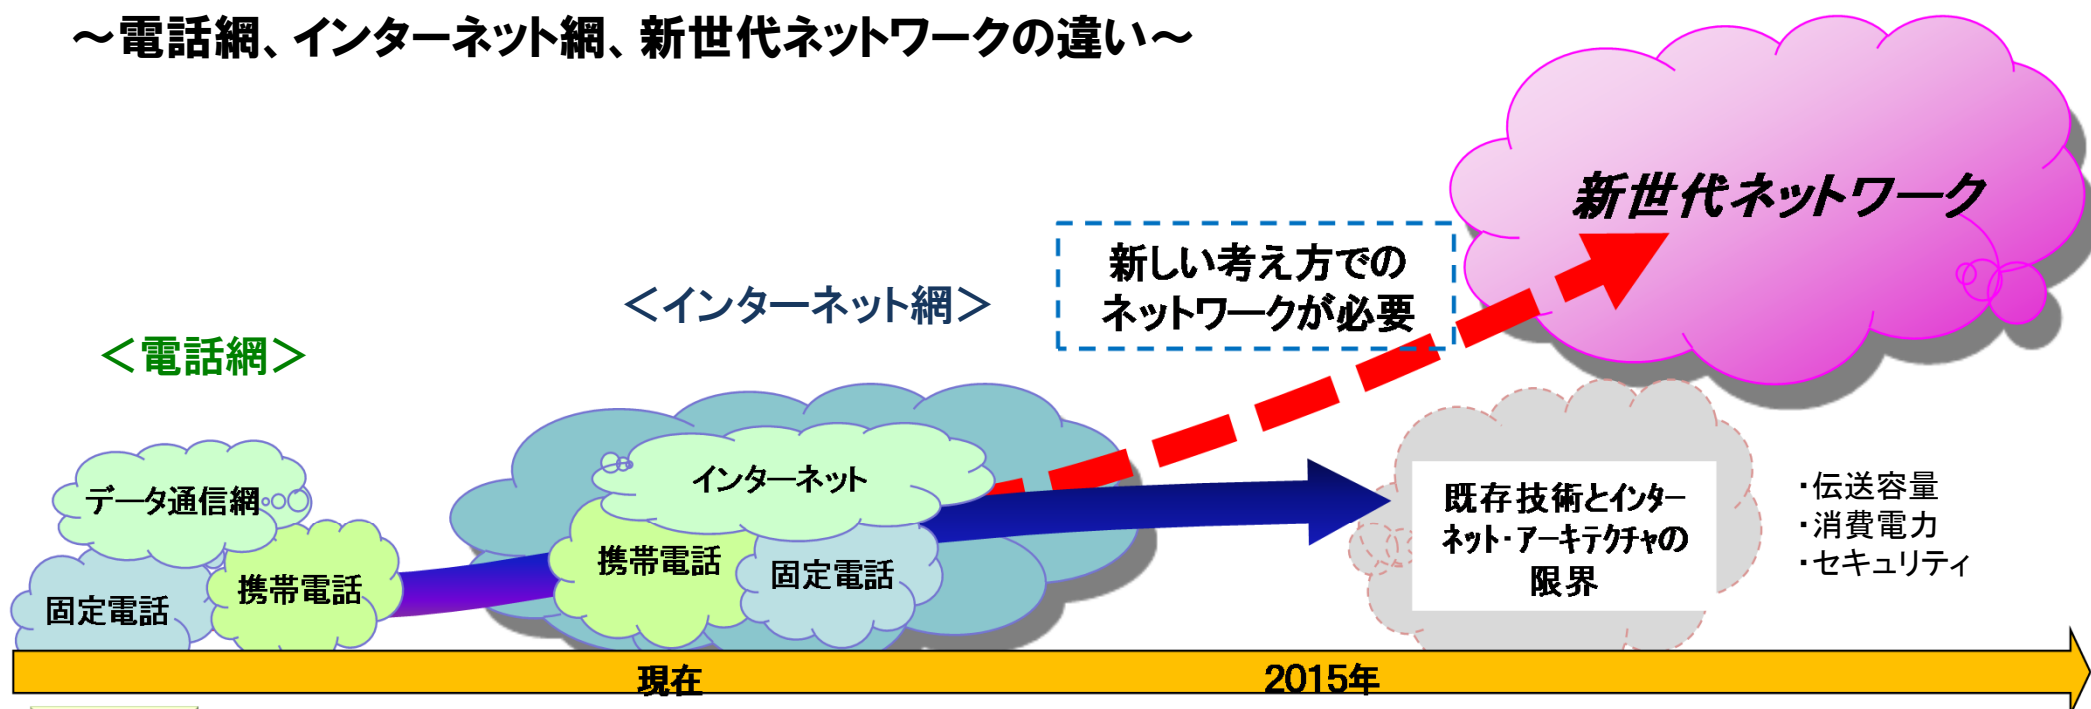 ～電話網、インターネット網、新世代ネットワークの違い～
新世代ネットワーク
新しい考え方での
ネットワークが必要
＜インターネット網＞
＜電話網＞
データ通信網
固定電話
携帯電話
インターネット
携帯電話
固定電話
既存技術とインター
ネット・アーキテクチャの
限界
・伝送容量
・消費電力
・セキュリティ
現在
2015年